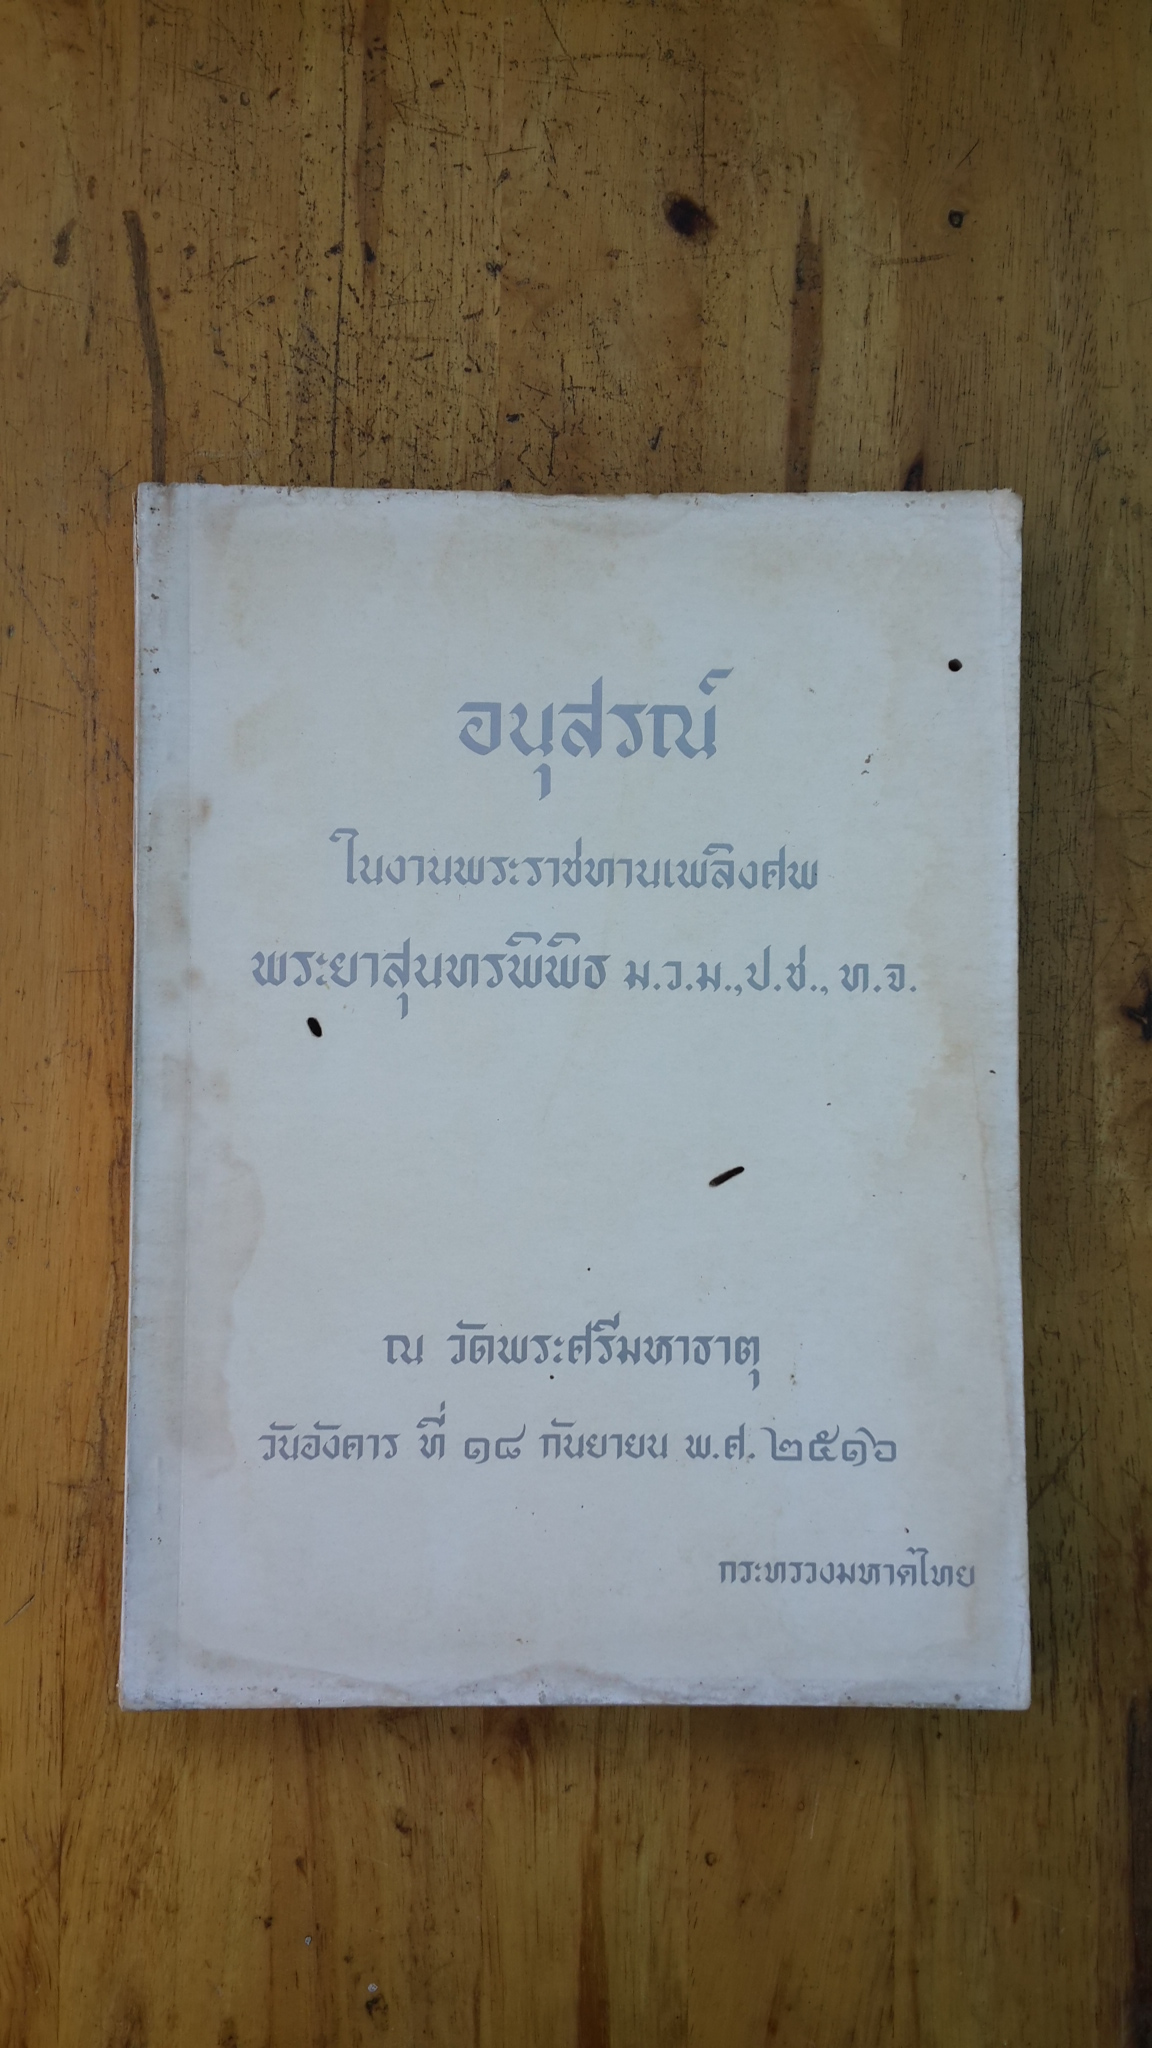 อนุสรณ์
ในงานพระราชทานเพลิงศพ
พระยาสุนทรพิพิธ ม.ว.ม., ป.ช., ท.จ.
ณ วัดพระศรีมหาธาตุ
วันอังคาร ที่ ๑๘ กันยายน พ.ศ. ๒๕๑๖
กระทรวงมหาดไทย